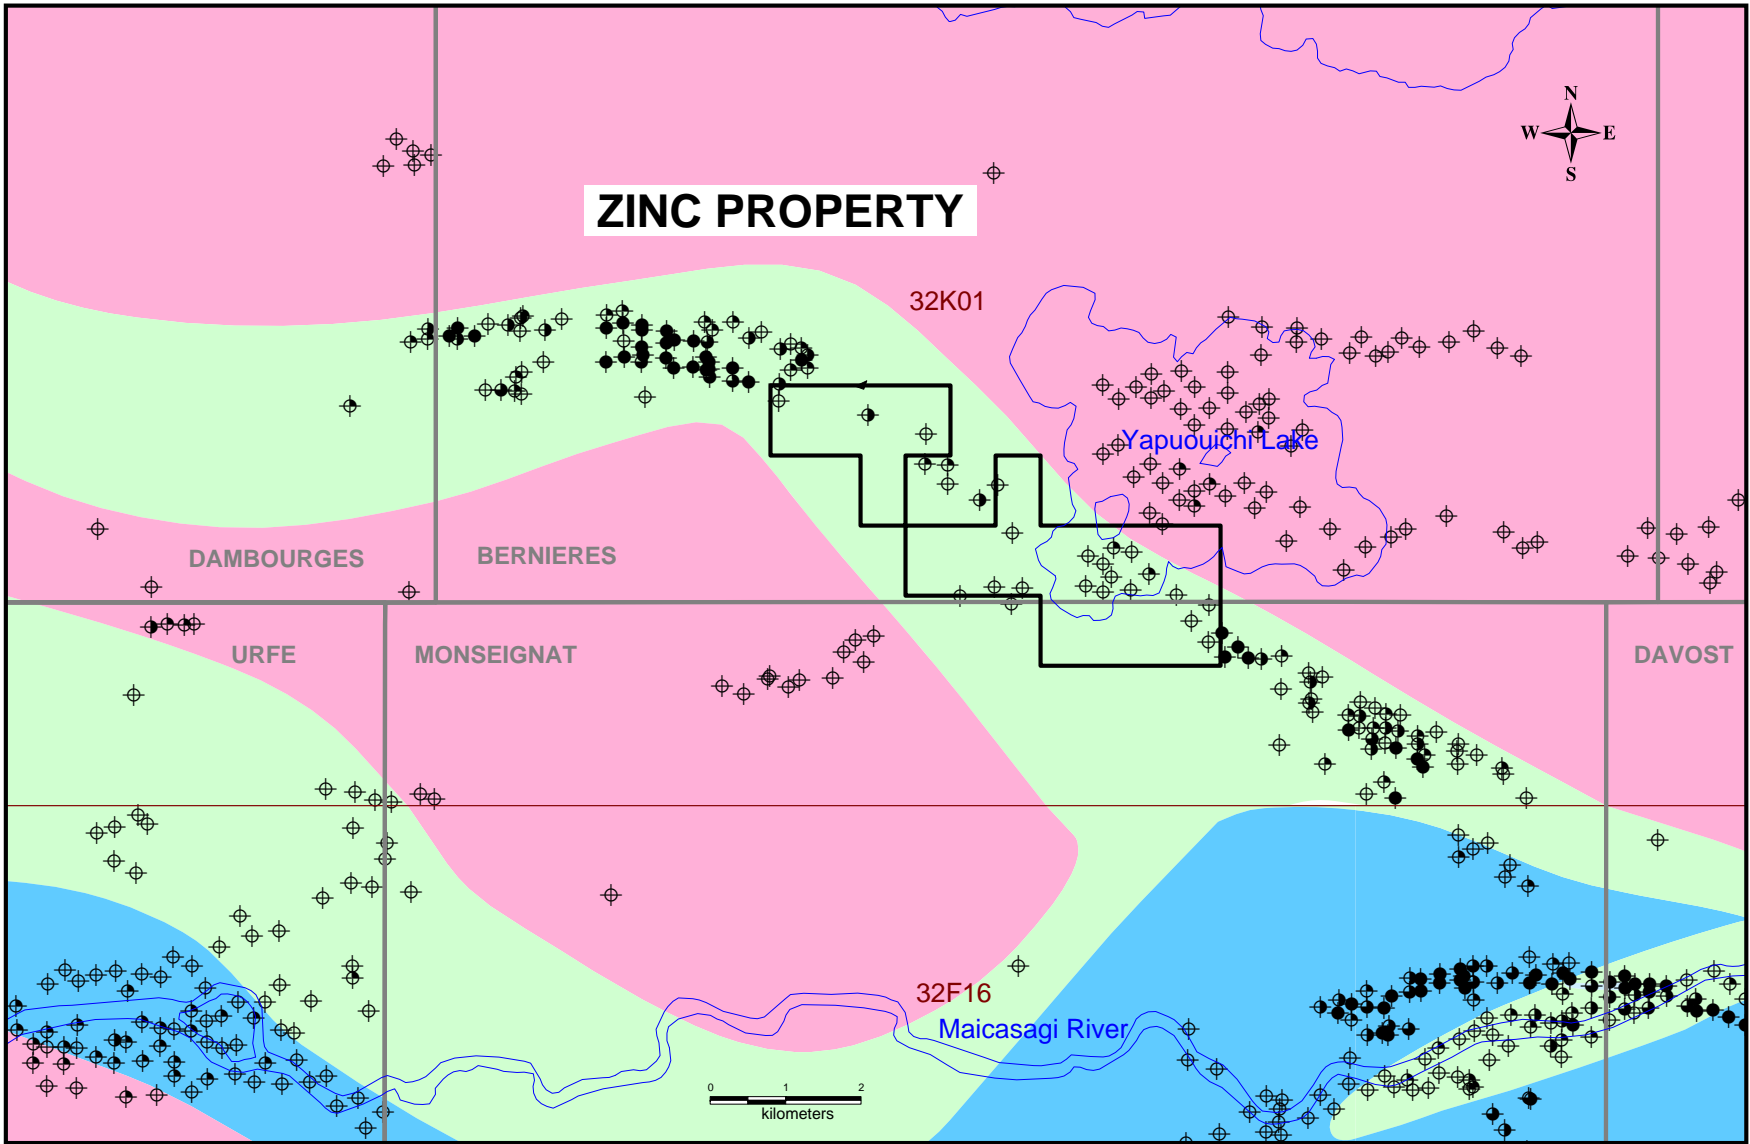 N
W E
S
ZINC PROPERTY
32K01
Yapuouichi Lake
DAMBOURGES
BERNIERES
URFE
MONSEIGNAT
DAVOST
32F16
Maicasagi River
0 1 2
kilometers